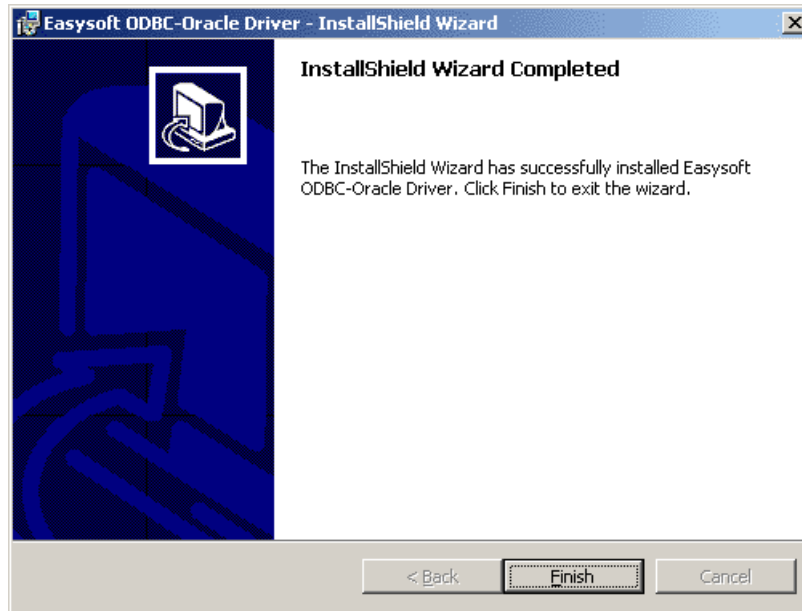 Easysoft ODBC-Oracle Driver - InstallShield Wizard
InstallShield Wizard Completed
The InstallShield Wizard has successfully installed Easysoft
ODBC-Oracle Driver. Click Finish to exit the wizard.
< Back Finish Cancel